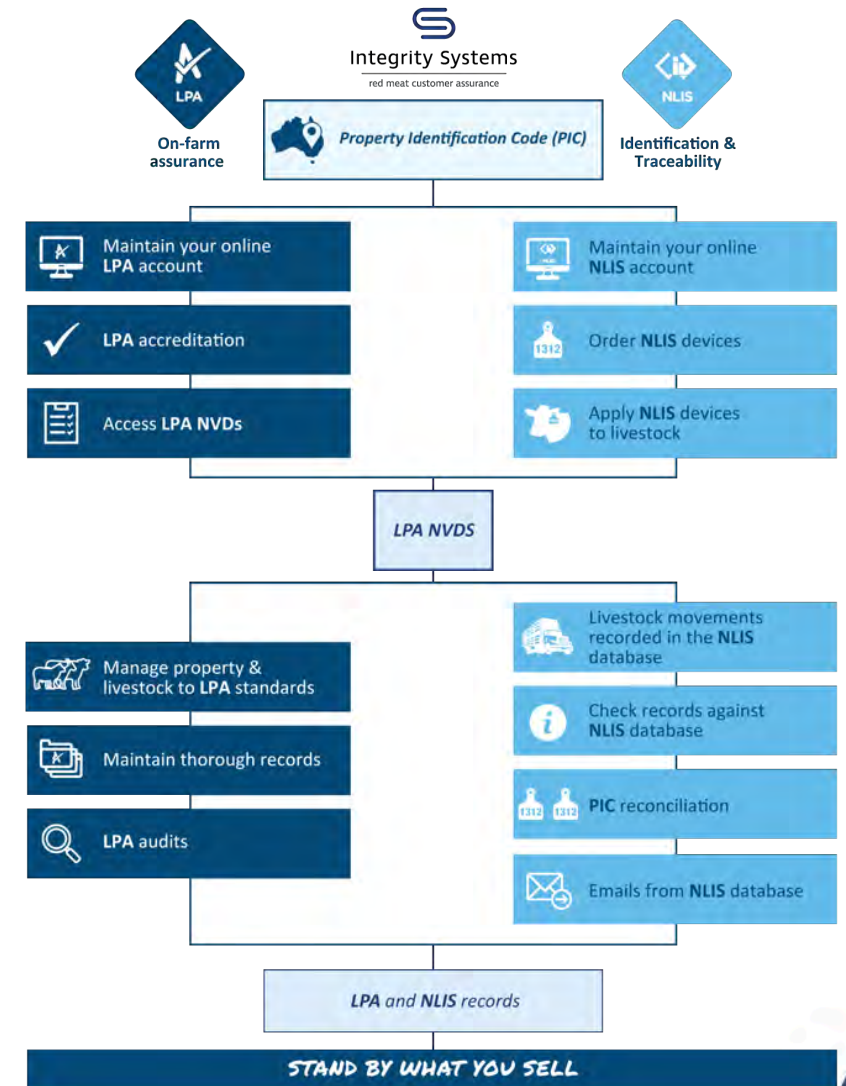 Integrity Systems
red meat customer assurance
LPA
On-farm
assurance
Property Identification Code (PIC)
NLIS
Identification &
Traceability
Maintain your online
LPA account
LPA accreditation
Access LPA NVDs
NLIS
Maintain your online
NLIS account
1312
Order NLIS devices
Apply NLIS devices
to livestock
LPA NVDS
Manage property &
livestock to LPA standards
Maintain thorough records
LPA audits
Livestock movements
recorded in the NLIS
database
i
Check records against
NLIS database
1312 1312
PIC reconciliation
Emails from NLIS database
LPA and NLIS records
STAND BY WHAT YOU SELL